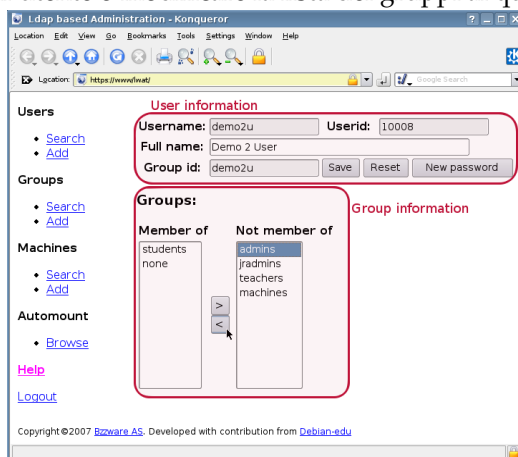 Ldap based Administration - Konqueror
Location Edit View Go Bookmarks Tools Settings Window Help
Location: https://www/lwat/ Google Search
User information
Users
Username: demo2u Userid: 10008
Search
Add
Full name: Demo 2 User
Group id: demo2u Save Reset New password
Groups
Search
Add
Groups:
Group information
Member of Not member of
students
none
admins
jradmins
teachers
machines
>
<
Machines
Search
Add
Automount
Browse
Help
Logout
Copyright©2007 Bzzware AS. Developed with contribution from Debian-edu